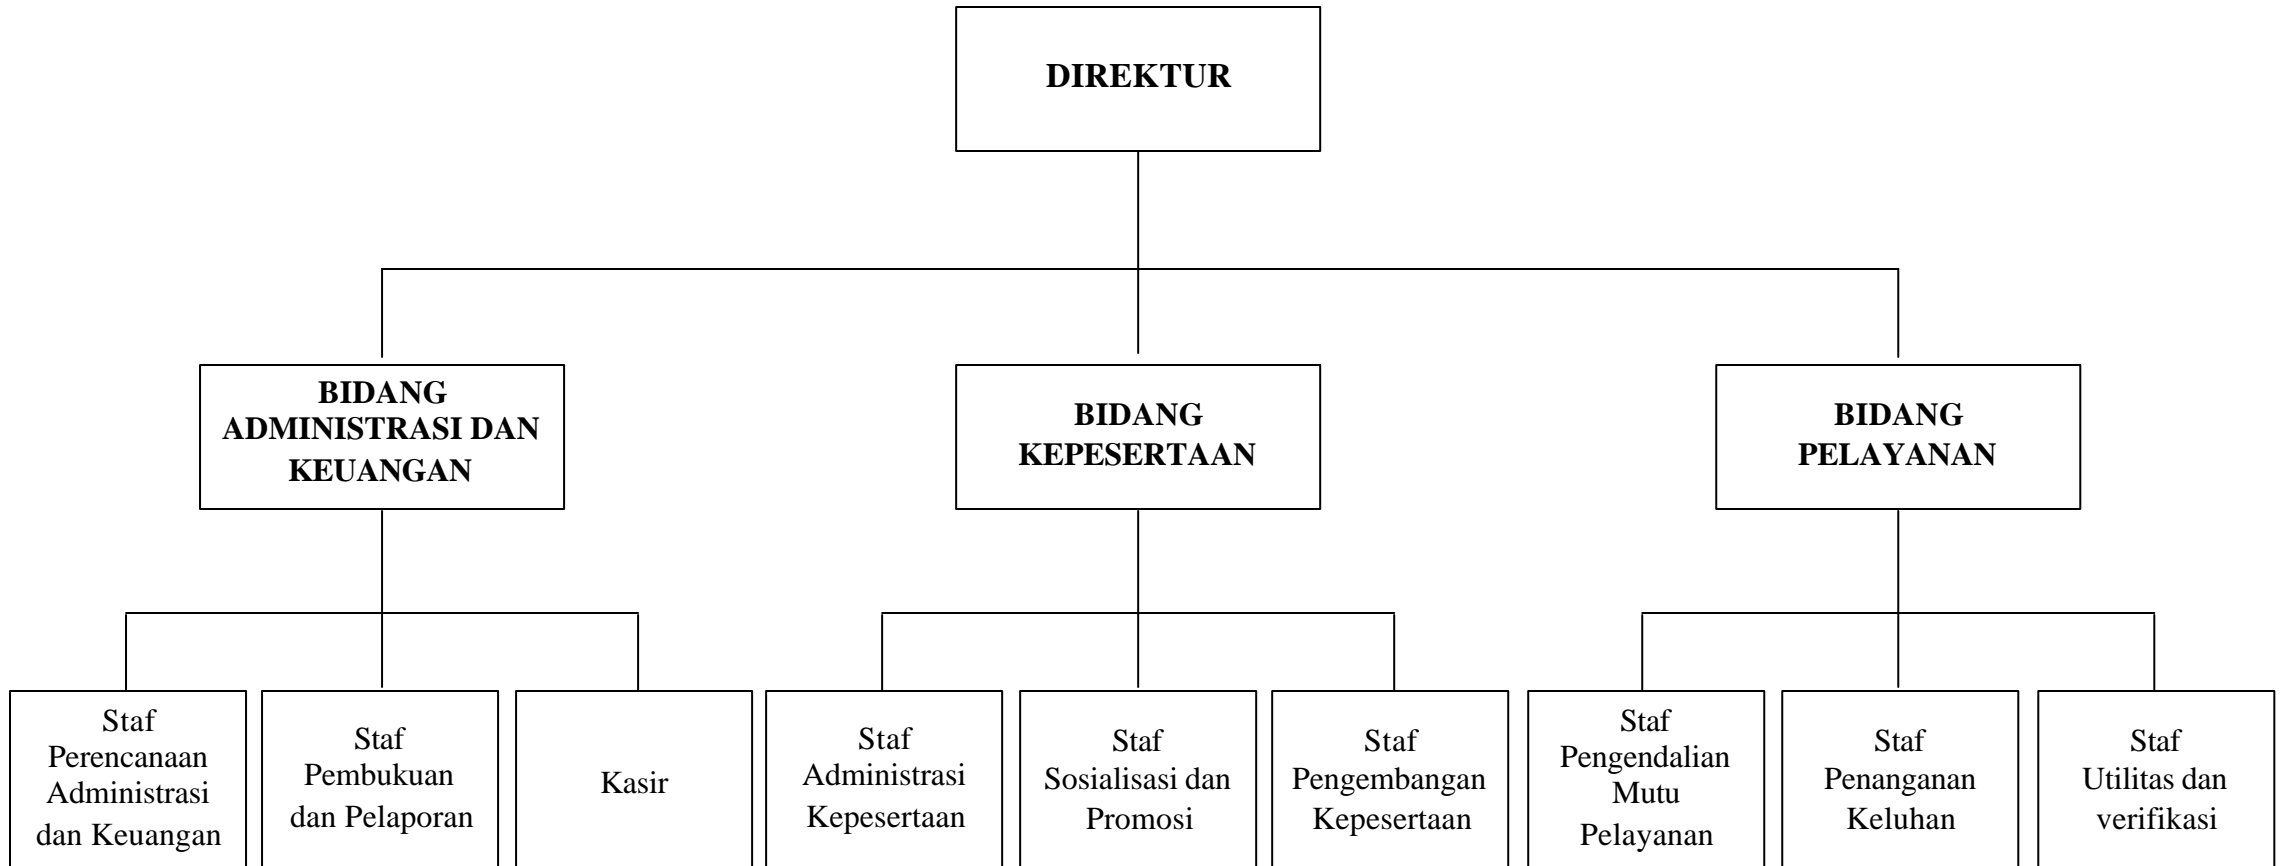 DIREKTUR
BIDANG
ADMINISTRASI DAN
KEUANGAN
BIDANG
KEPESERTAAN
BIDANG
PELAYANAN
Staf
Perencanaan
Administrasi
dan Keuangan
Staf
Pembukuan
dan Pelaporan
Kasir
Staf
Administrasi
Kepesertaan
Staf
Sosialisasi dan
Promosi
Staf
Pengembangan
Kepesertaan
Staf
Pengendalian
Mutu
Pelayanan
Staf
Penanganan
Keluhan
Staf
Utilitas dan
verifikasi